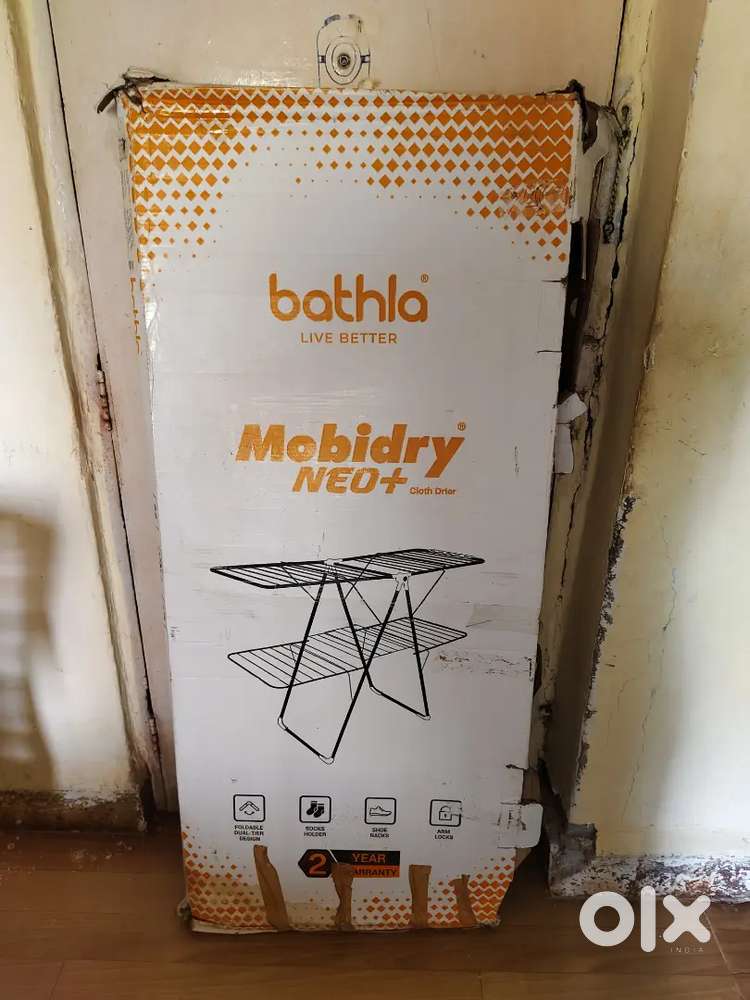 bathla®
LIVE BETTER
Mobidry®
NEO+ Cloth Drier
FOLDABLE
DUAL-TIER
DESIGN
SOCKS
HOLDER
SHOE
RACKS
ARM
LOCKS
2 YEAR
WARRANTY
olx
INDIA